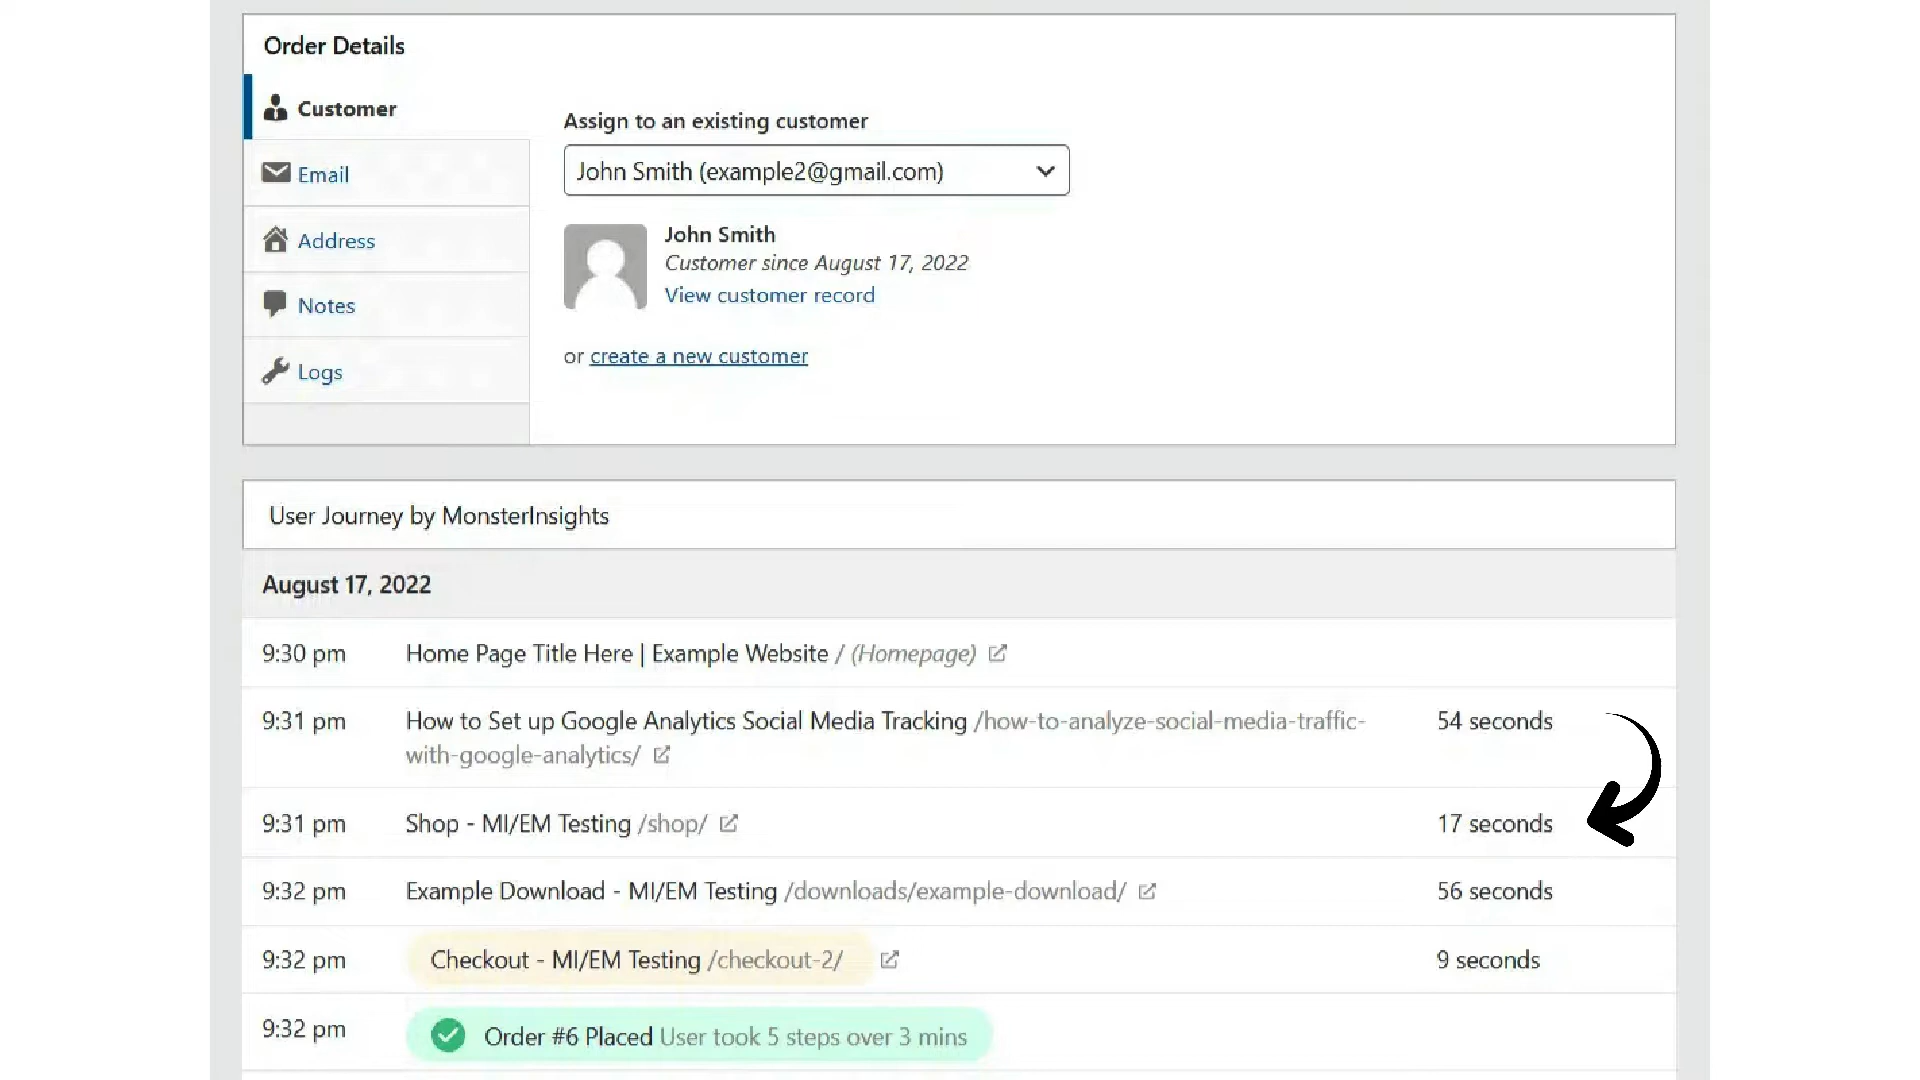 Order Details
Customer
Email
Address
Notes
Logs
Assign to an existing customer
John Smith (example2@gmail.com)
John Smith
Customer since August 17, 2022
View customer record
or create a new customer
User Journey by MonsterInsights
August 17, 2022
9:30 pm Home Page Title Here | Example Website / (Homepage)
9:31 pm How to Set up Google Analytics Social Media Tracking /how-to-analyze-social-media-traffic- 54 seconds
with-google-analytics/
9:31 pm Shop - MI/EM Testing /shop/ 17 seconds
9:32 pm Example Download - MI/EM Testing /downloads/example-download/ 56 seconds
9:32 pm Checkout - MI/EM Testing /checkout-2/ 9 seconds
9:32 pm Order #6 Placed User took 5 steps over 3 mins